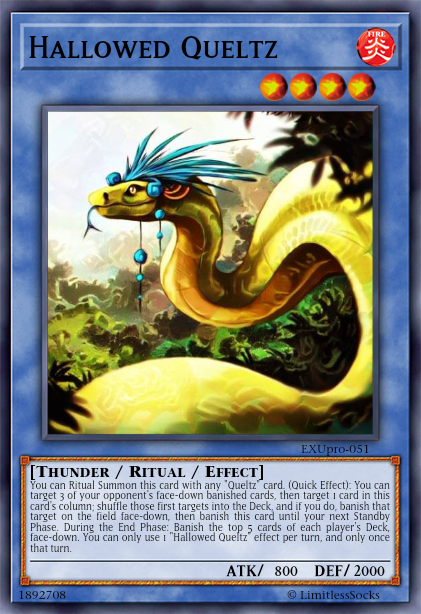 Hallowed Queltz
FIRE
炎
EXUpro-051
[Thunder / Ritual / Effect]
You can Ritual Summon this card with any "Queltz" card. (Quick Effect): You can
target 3 of your opponent's face-down banished cards, then target 1 card in this
card's column; shuffle those first targets into the Deck, and if you do, banish that
target on the field face-down, then banish this card until your next Standby
Phase. During the End Phase: Banish the top 5 cards of each player's Deck,
face-down. You can only use 1 "Hallowed Queltz" effect per turn, and only once
that turn.
ATK/ 800 DEF/ 2000
1892708
© LimitlessSocks